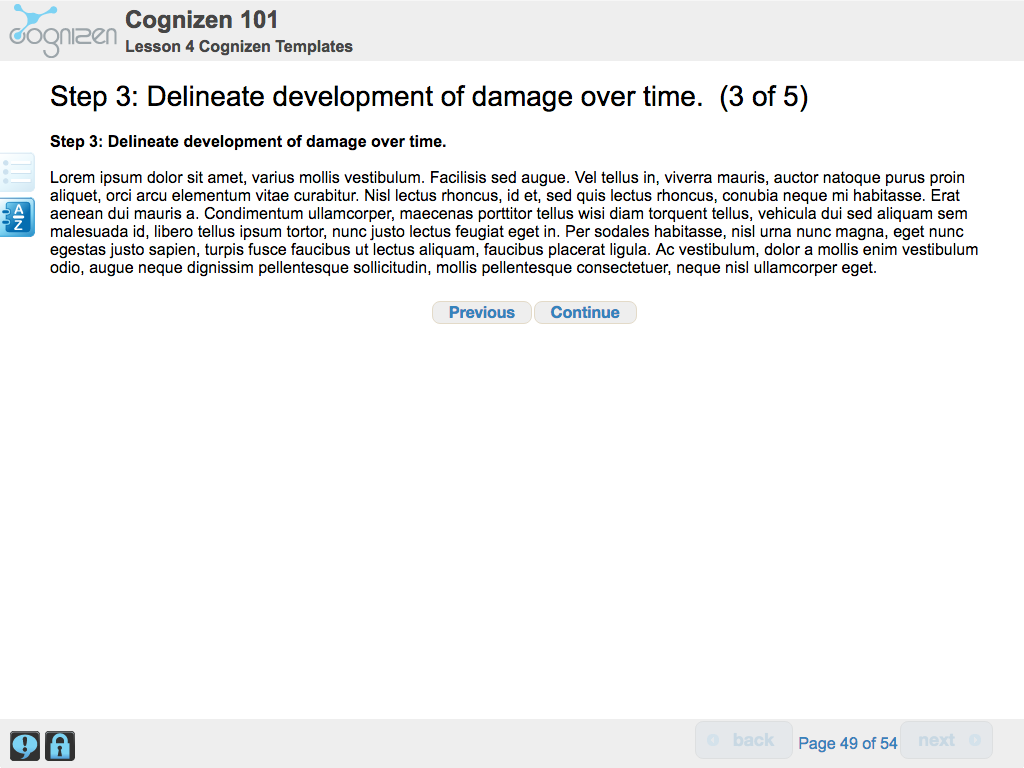 cognizen
Cognizen 101
Lesson 4 Cognizen Templates
Step 3: Delineate development of damage over time.  (3 of 5)
Step 3: Delineate development of damage over time.
Lorem ipsum dolor sit amet, varius mollis vestibulum. Facilisis sed augue. Vel tellus in, viverra mauris, auctor natoque purus proin
aliquet, orci arcu elementum vitae curabitur. Nisl lectus rhoncus, id et, sed quis lectus rhoncus, conubia neque mi habitasse. Erat
aenean dui mauris a. Condimentum ullamcorper, maecenas porttitor tellus wisi diam torquent tellus, vehicula dui sed aliquam sem
malesuada id, libero tellus ipsum tortor, nunc justo lectus feugiat eget in. Per sodales habitasse, nisl urna nunc magna, eget nunc
egestas justo sapien, turpis fusce faucibus ut lectus aliquam, faucibus placerat ligula. Ac vestibulum, dolor a mollis enim vestibulum
odio, augue neque dignissim pellentesque sollicitudin, mollis pellentesque consectetuer, neque nisl ullamcorper eget.
A
Z
Previous Continue
back Page 49 of 54 next